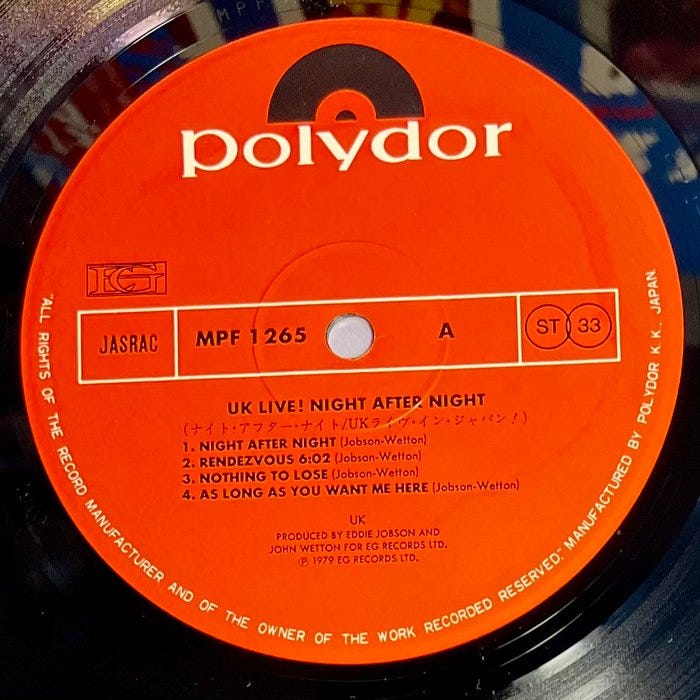 polydor
EG
JASRAC
MPF 1265
A
ST 33
UK LIVE! NIGHT AFTER NIGHT
(ナイト・アフター・ナイト/UKライヴ・イン・ジャパン!)
1. NIGHT AFTER NIGHT (Jobson-Wetton)
2. RENDEZVOUS 6:02 (Jobson-Wetton)
3. NOTHING TO LOSE (Jobson-Wetton)
4. AS LONG AS YOU WANT ME HERE (Jobson-Wetton)
UK
PRODUCED BY EDDIE JOBSON AND
JOHN WETTON FOR EG RECORDS LTD.
Ⓟ 1979 EG RECORDS LTD.
"ALL RIGHTS OF THE RECORD MANUFACTURER AND OF THE OWNER OF THE WORK RECORDED RESERVED." MANUFACTURED BY POLYDOR K.K., JAPAN.